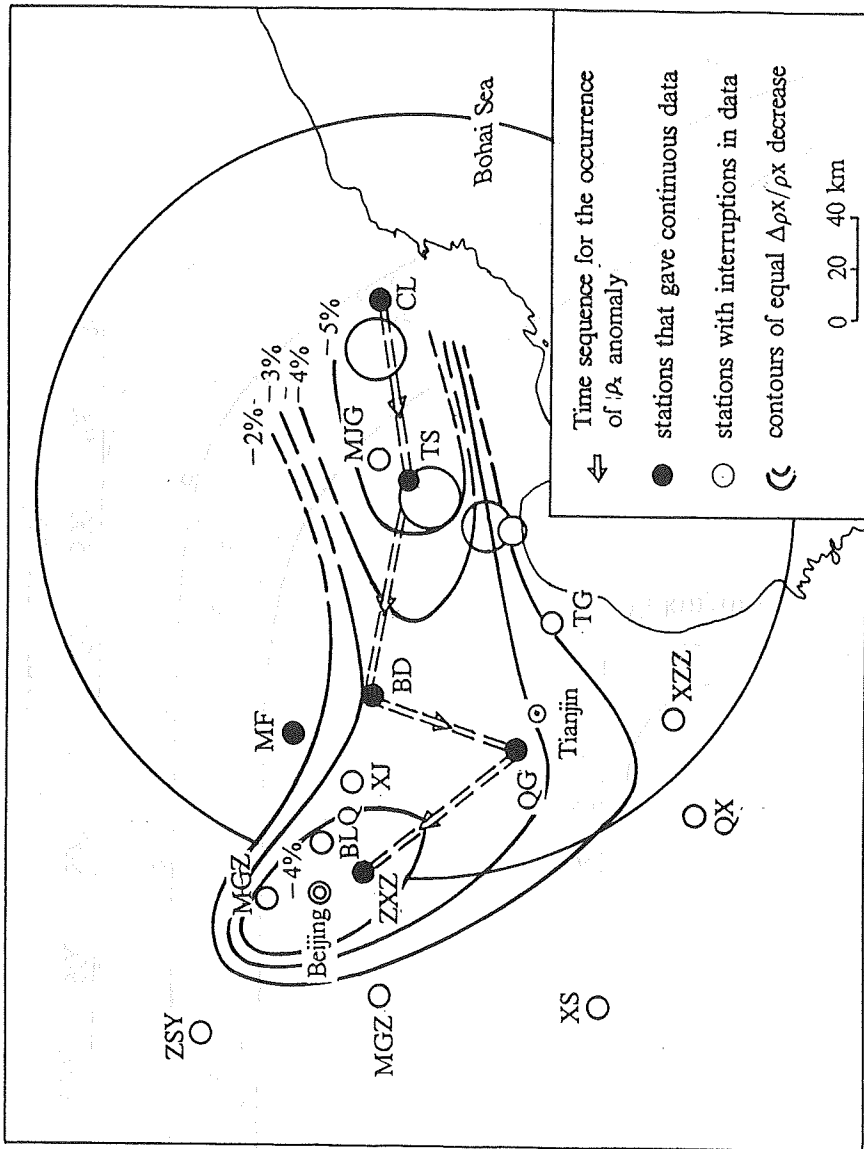 ZSY
MGZ
−4%
Beijing
BLQ
XJ
MF
−2%
−3%
−4%
−5%
Bohai Sea
MJG
CL
TS
BD
ZXZ
MGZ
QG
Tianjin
TG
XS
QX
XZZ
Time sequence for the occurrence
of ρx anomaly
stations that gave continuous data
stations with interruptions in data
contours of equal Δρx/ρx decrease
0 20 40 km